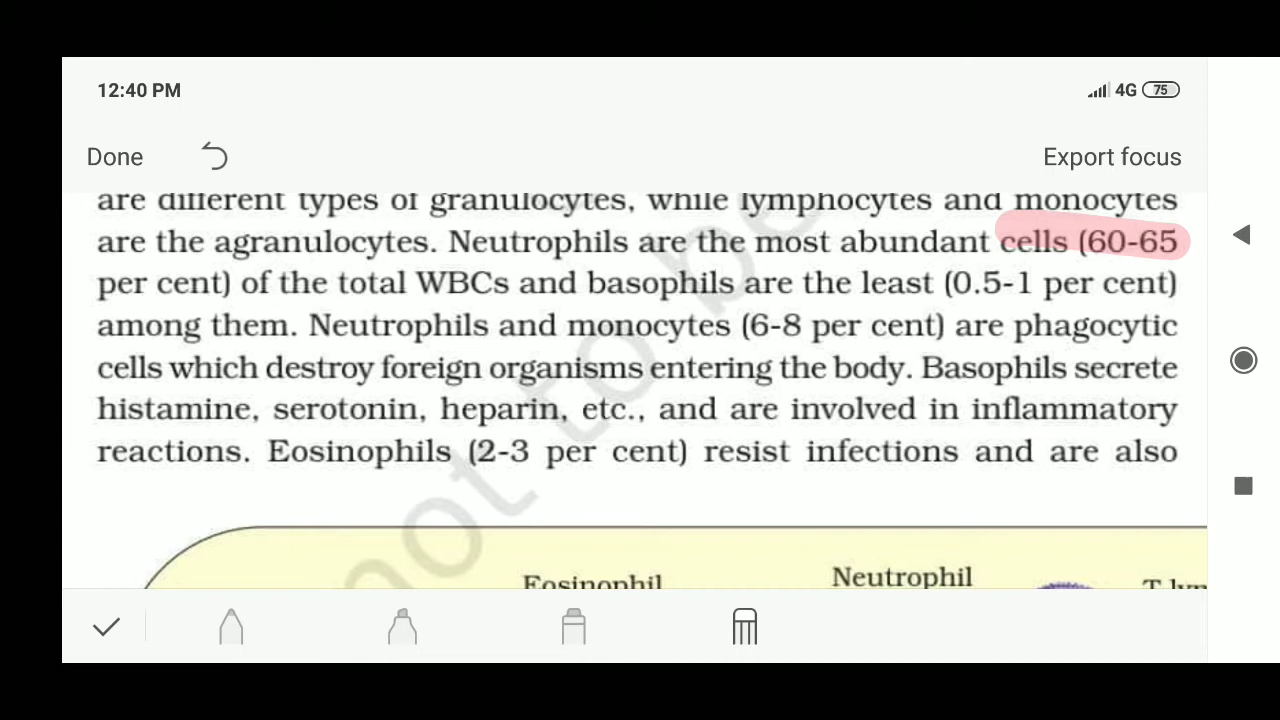 12:40 PM
4G 75
Done
Export focus
are different types of granulocytes, while lymphocytes and monocytes
are the agranulocytes. Neutrophils are the most abundant cells (60-65
per cent) of the total WBCs and basophils are the least (0.5-1 per cent)
among them. Neutrophils and monocytes (6-8 per cent) are phagocytic
cells which destroy foreign organisms entering the body. Basophils secrete
histamine, serotonin, heparin, etc., and are involved in inflammatory
reactions. Eosinophils (2-3 per cent) resist infections and are also
not to be
Eosinophil
Neutrophil